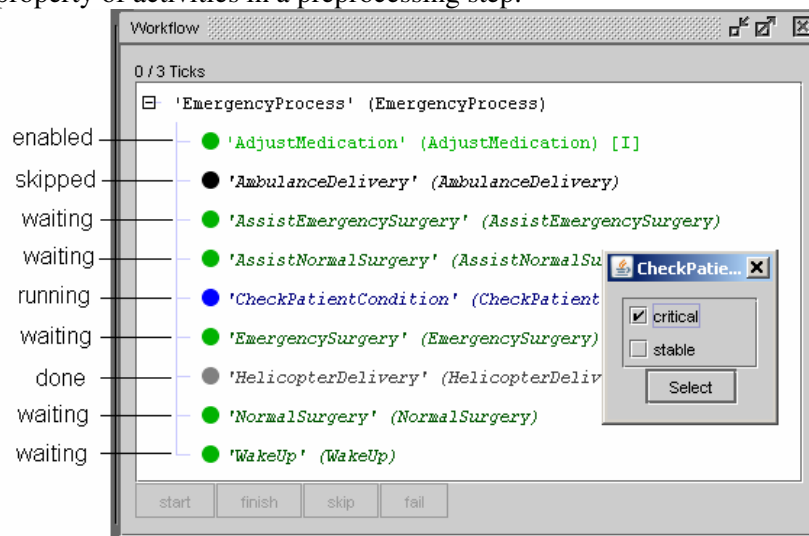 property of activities in a preprocessing step.
Workflow
0 / 3 Ticks
'EmergencyProcess' (EmergencyProcess)
enabled 'AdjustMedication' (AdjustMedication) [I]
skipped 'AmbulanceDelivery' (AmbulanceDelivery)
waiting 'AssistEmergencySurgery' (AssistEmergencySurgery)
waiting 'AssistNormalSurgery' (AssistNormalSu
CheckPatie...
running 'CheckPatientCondition' (CheckPatient
critical
waiting 'EmergencySurgery' (EmergencySurgery)
stable
done 'HelicopterDelivery' (HelicopterDeliv
Select
waiting 'NormalSurgery' (NormalSurgery)
waiting 'WakeUp' (WakeUp)
start finish skip fail